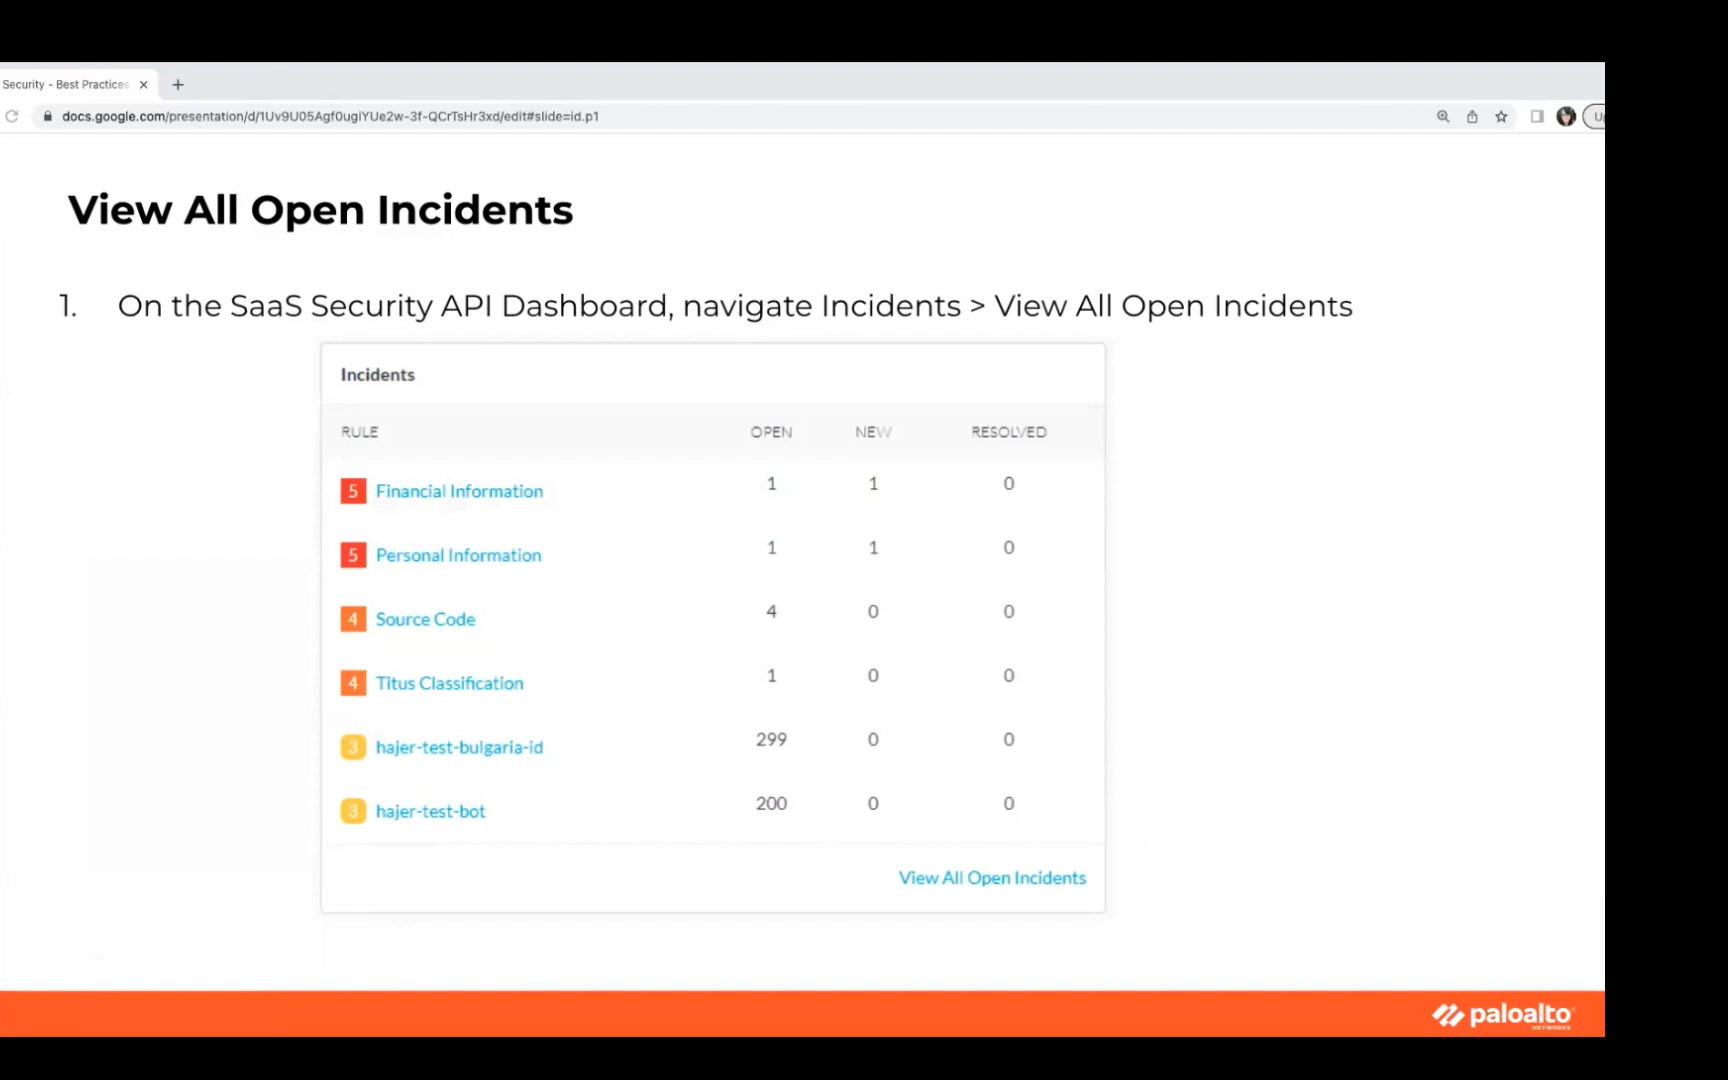 Security - Best Practices
docs.google.com/presentation/d/1Uv9U05Agf0ugiYUe2w-3f-QCrTsHr3xd/edit#slide=id.p1
View All Open Incidents
1. On the SaaS Security API Dashboard, navigate Incidents > View All Open Incidents
Incidents
RULE OPEN NEW RESOLVED
5 Financial Information 1 1 0
5 Personal Information 1 1 0
4 Source Code 4 0 0
4 Titus Classification 1 0 0
3 hajer-test-bulgaria-id 299 0 0
3 hajer-test-bot 200 0 0
View All Open Incidents
paloalto
NETWORKS